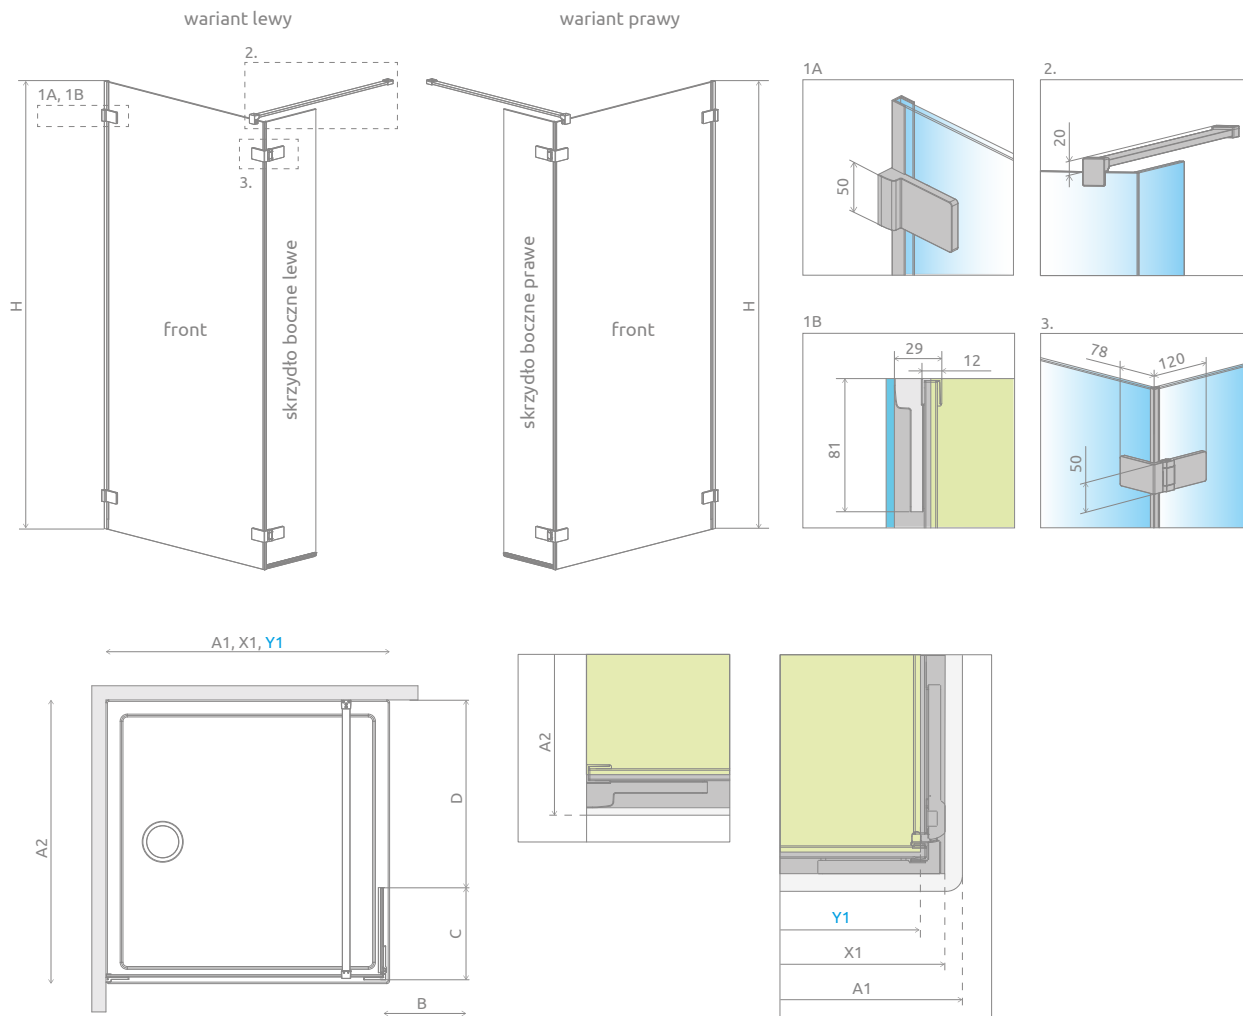 wariant lewy
wariant prawy
2.
1A, 1B
3.
H
front
skrzydło boczne lewe
skrzydło boczne prawe
front
H
1A
50
2.
20
1B
29
12
81
3.
78
120
50
A1, X1, Y1
A2
D
C
B
A2
Y1
X1
A1